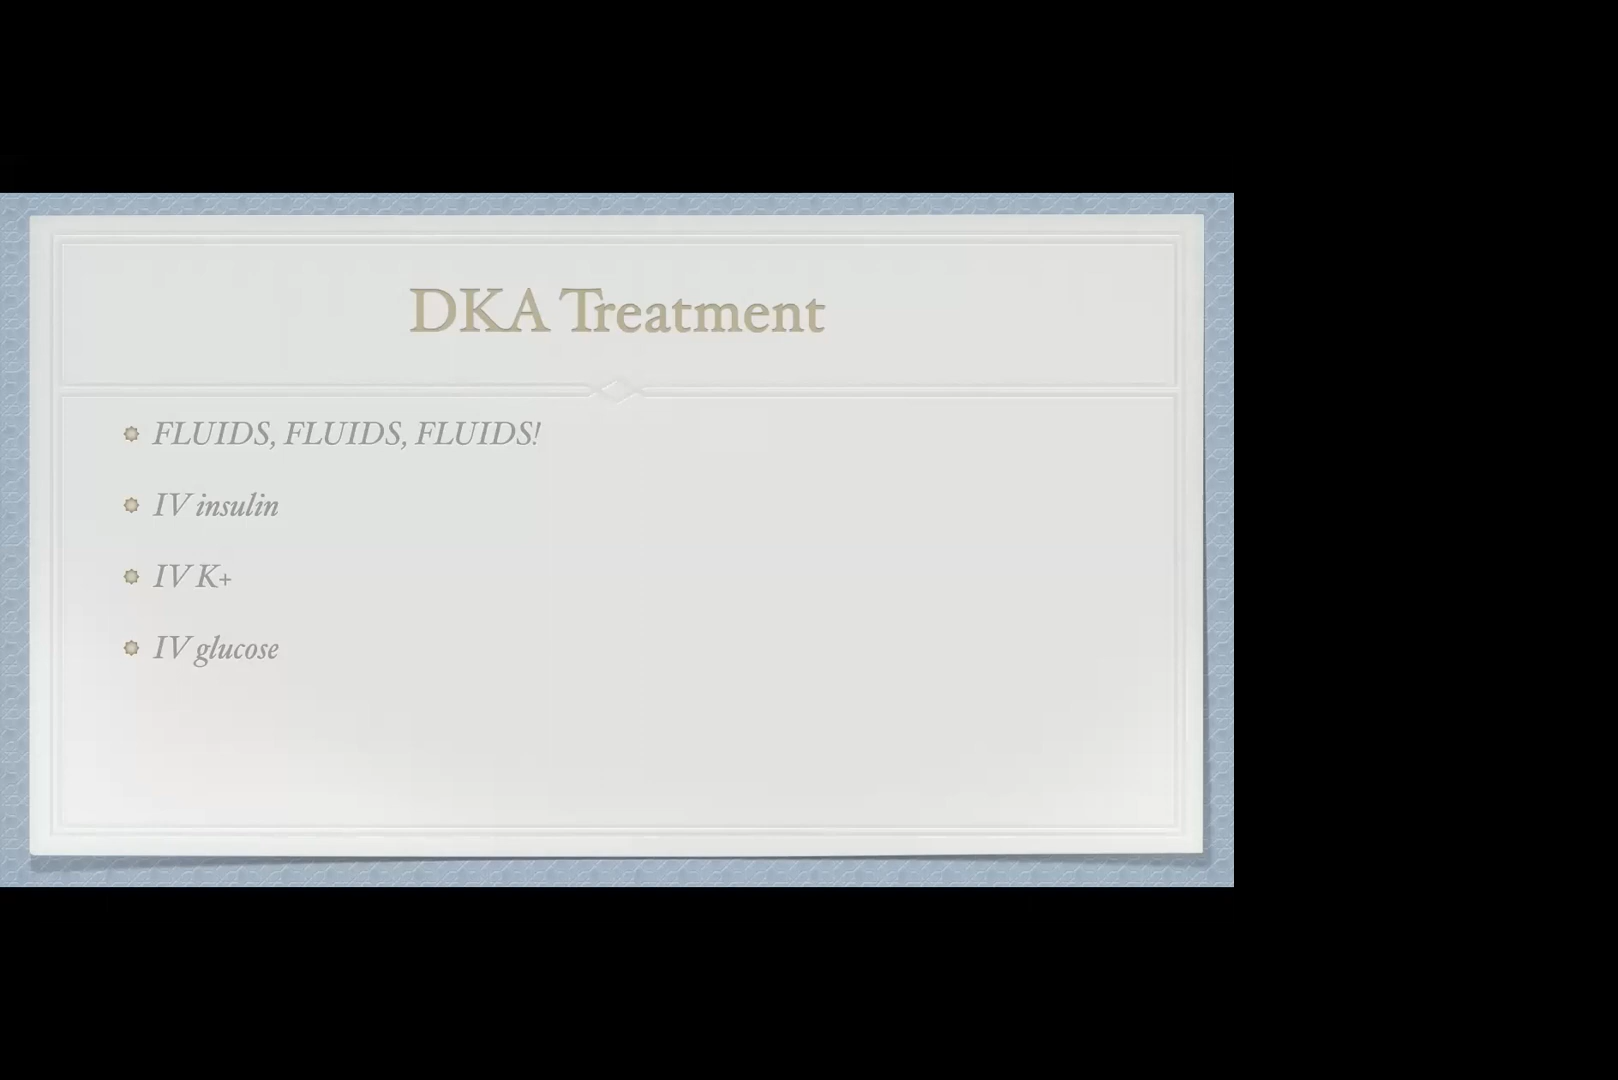 DKA Treatment
FLUIDS, FLUIDS, FLUIDS!
IV insulin
IV K+
IV glucose